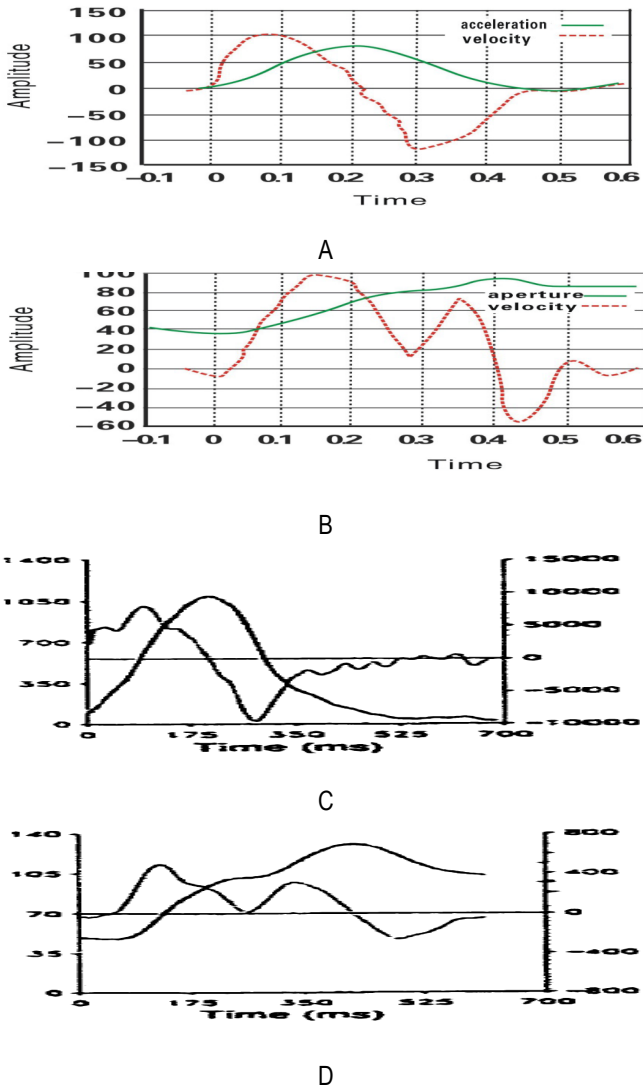 150
100
50
0
−50
−100
−150
Amplitude
acceleration
velocity
−0.1 0 0.1 0.2 0.3 0.4 0.5 0.6
Time
A
100
80
60
40
20
0
−20
−40
−60
Amplitude
aperture
velocity
−0.1 0 0.1 0.2 0.3 0.4 0.5 0.6
Time
B
1400 15000
1050 10000
700 5000
350 0
0 −5000
−10000
0 175 350 525 700
Time (ms)
C
140 800
105 400
70 0
35 −400
0 −800
0 175 350 525 700
Time (ms)
D